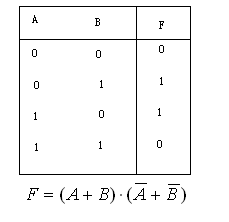 A B F
0 0 0
0 1 1
1 0 1
1 1 0
F = (A + B) · (A̅ + B̅)